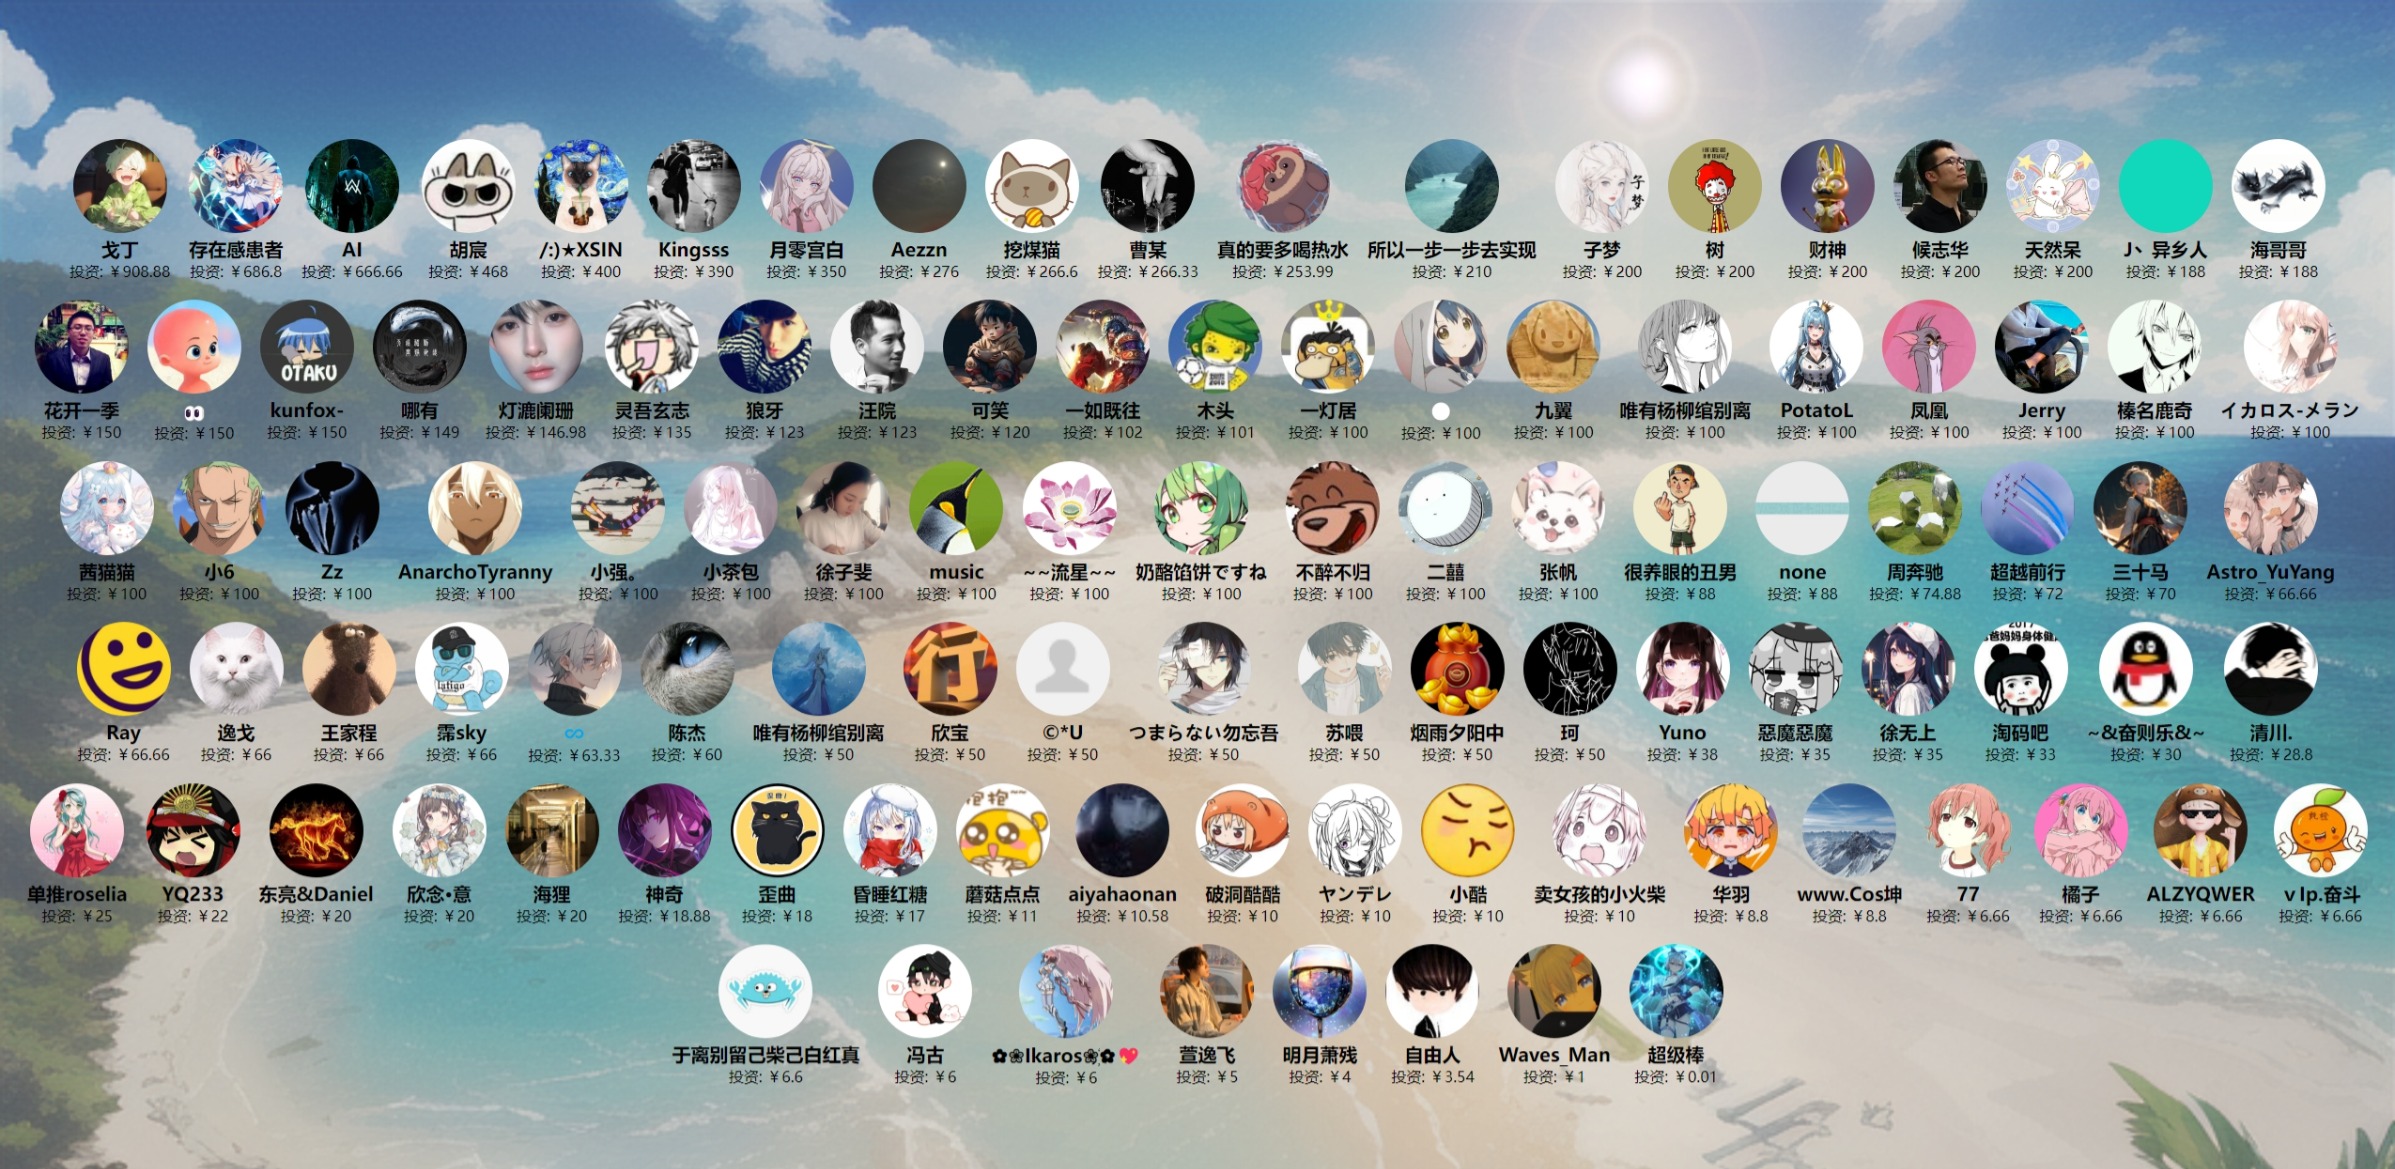 戈丁
投资: ¥908.88
存在感患者
投资: ¥686.8
AI
投资: ¥666.66
胡宸
投资: ¥468
/:)★XSIN
投资: ¥400
Kingsss
投资: ¥390
月零宫白
投资: ¥350
Aezzn
投资: ¥276
挖煤猫
投资: ¥266.6
曹某
投资: ¥266.33
真的要多喝热水
投资: ¥253.99
所以一步一步去实现
投资: ¥210
子梦
子梦
投资: ¥200
树
投资: ¥200
财神
投资: ¥200
候志华
投资: ¥200
天然呆
投资: ¥200
J丶异乡人
投资: ¥188
海哥哥
投资: ¥188
花开一季
投资: ¥150
👀
投资: ¥150
OTAKU
kunfox-
投资: ¥150
哪有
投资: ¥149
灯漉阑珊
投资: ¥146.98
灵吾玄志
投资: ¥135
狼牙
投资: ¥123
汪院
投资: ¥123
可笑
投资: ¥120
一如既往
投资: ¥102
木头
投资: ¥101
一灯居
投资: ¥100
投资: ¥100
九翼
投资: ¥100
唯有杨柳绾别离
投资: ¥100
PotatoL
投资: ¥100
凤凰
投资: ¥100
Jerry
投资: ¥100
榛名鹿奇
投资: ¥100
イカロス-メラン
投资: ¥100
茜猫猫
投资: ¥100
小6
投资: ¥100
Zz
投资: ¥100
AnarchoTyranny
投资: ¥100
小强。
投资: ¥100
小茶包
投资: ¥100
徐子斐
投资: ¥100
music
投资: ¥100
~~流星~~
投资: ¥100
奶酪馅饼ですね
投资: ¥100
不醉不归
投资: ¥100
二囍
投资: ¥100
张帆
投资: ¥100
很养眼的丑男
投资: ¥88
none
投资: ¥88
周奔驰
投资: ¥74.88
超越前行
投资: ¥72
三十马
投资: ¥70
Astro_YuYang
投资: ¥66.66
Ray
投资: ¥66.66
逸戈
投资: ¥66
王家程
投资: ¥66
霈sky
投资: ¥66
∞
投资: ¥63.33
陈杰
投资: ¥60
唯有杨柳绾别离
投资: ¥50
行
欣宝
投资: ¥50
©*U
投资: ¥50
つまらない勿忘吾
投资: ¥50
苏喂
投资: ¥50
烟雨夕阳中
投资: ¥50
珂
投资: ¥50
Yuno
投资: ¥38
惡魔惡魔
投资: ¥35
徐无上
投资: ¥35
2017
爸妈妈身体健
淘码吧
投资: ¥33
~&奋则乐&~
投资: ¥30
清川.
投资: ¥28.8
单推roselia
投资: ¥25
YQ233
投资: ¥22
东亮&Daniel
投资: ¥20
欣念•意
投资: ¥20
海狸
投资: ¥20
神奇
投资: ¥18.88
歪曲
投资: ¥18
昏睡红糖
投资: ¥17
抱抱~~
蘑菇点点
投资: ¥11
aiyahaonan
投资: ¥10.58
破洞酷酷
投资: ¥10
ヤンデレ
投资: ¥10
小酷
投资: ¥10
卖女孩的小火柴
投资: ¥10
华羽
投资: ¥8.8
www.Cos坤
投资: ¥8.8
77
投资: ¥6.66
橘子
投资: ¥6.66
ALZYQWER
投资: ¥6.66
v lp.奋斗
投资: ¥6.66
于离别留己柴己白红真
投资: ¥6.6
冯古
投资: ¥6
✿❀Ikaros❀✿💖
投资: ¥6
萱逸飞
投资: ¥5
明月萧残
投资: ¥4
自由人
投资: ¥3.54
Waves_Man
投资: ¥1
超级棒
投资: ¥0.01